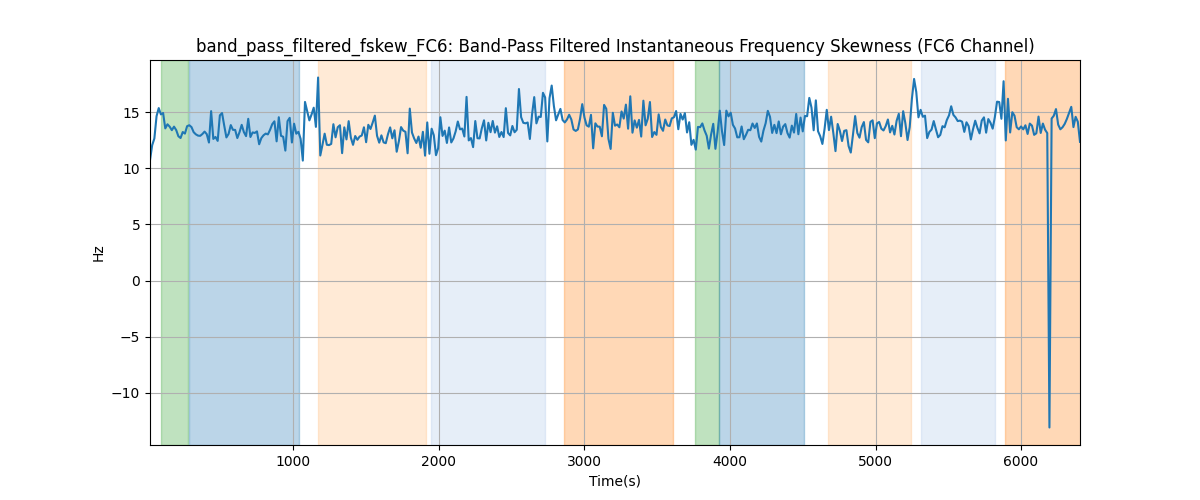 band_pass_filtered_fskew_FC6: Band-Pass Filtered Instantaneous Frequency Skewness (FC6 Channel)
15
10
5
0
−5
−10
Hz
1000 2000 3000 4000 5000 6000
Time(s)